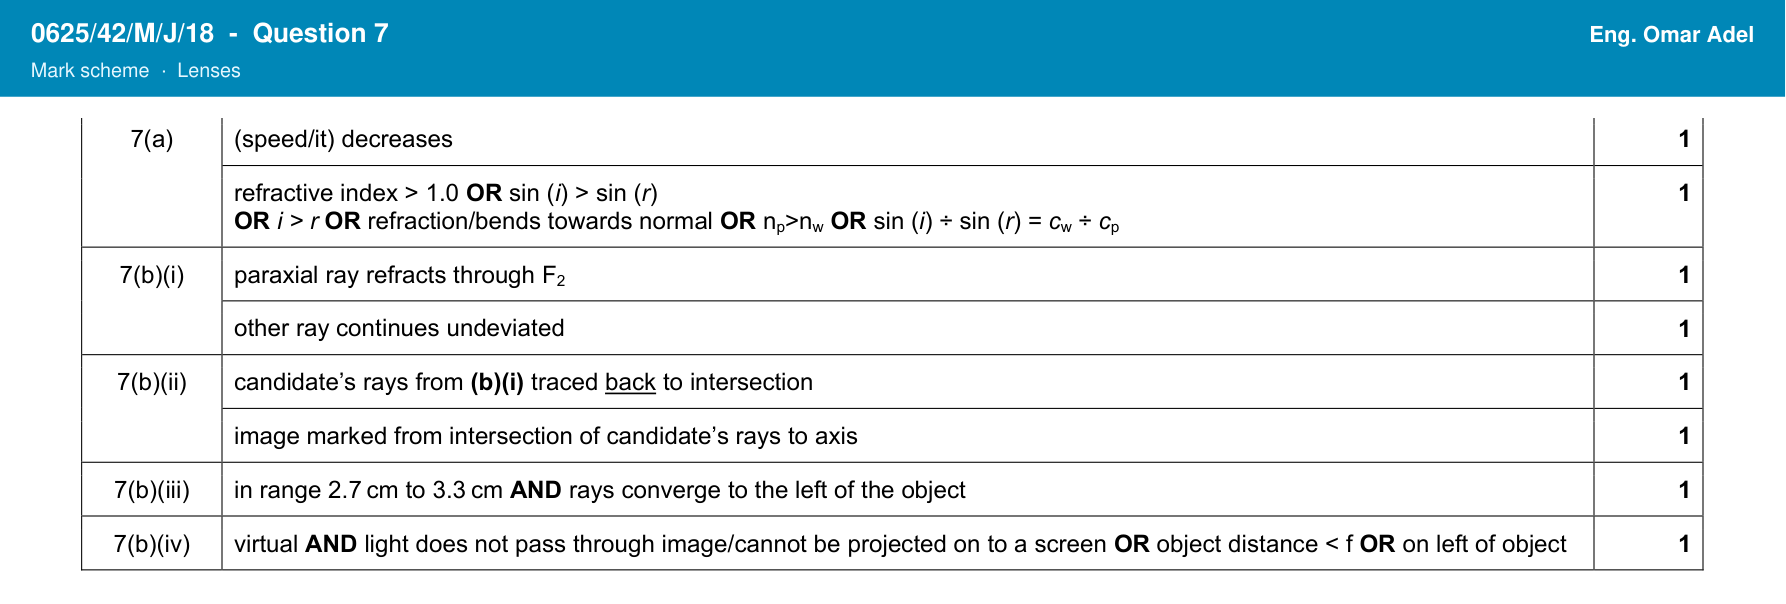 0625/42/M/J/18 - Question 7
Eng. Omar Adel
Mark scheme · Lenses
7(a) (speed/it) decreases 1
refractive index > 1.0 OR sin (i) > sin (r) 1
OR i > r OR refraction/bends towards normal OR np>nw OR sin (i) ÷ sin (r) = cw ÷ cp
7(b)(i) paraxial ray refracts through F2 1
other ray continues undeviated 1
7(b)(ii) candidate’s rays from (b)(i) traced back to intersection 1
image marked from intersection of candidate’s rays to axis 1
7(b)(iii) in range 2.7 cm to 3.3 cm AND rays converge to the left of the object 1
7(b)(iv) virtual AND light does not pass through image/cannot be projected on to a screen OR object distance < f OR on left of object 1